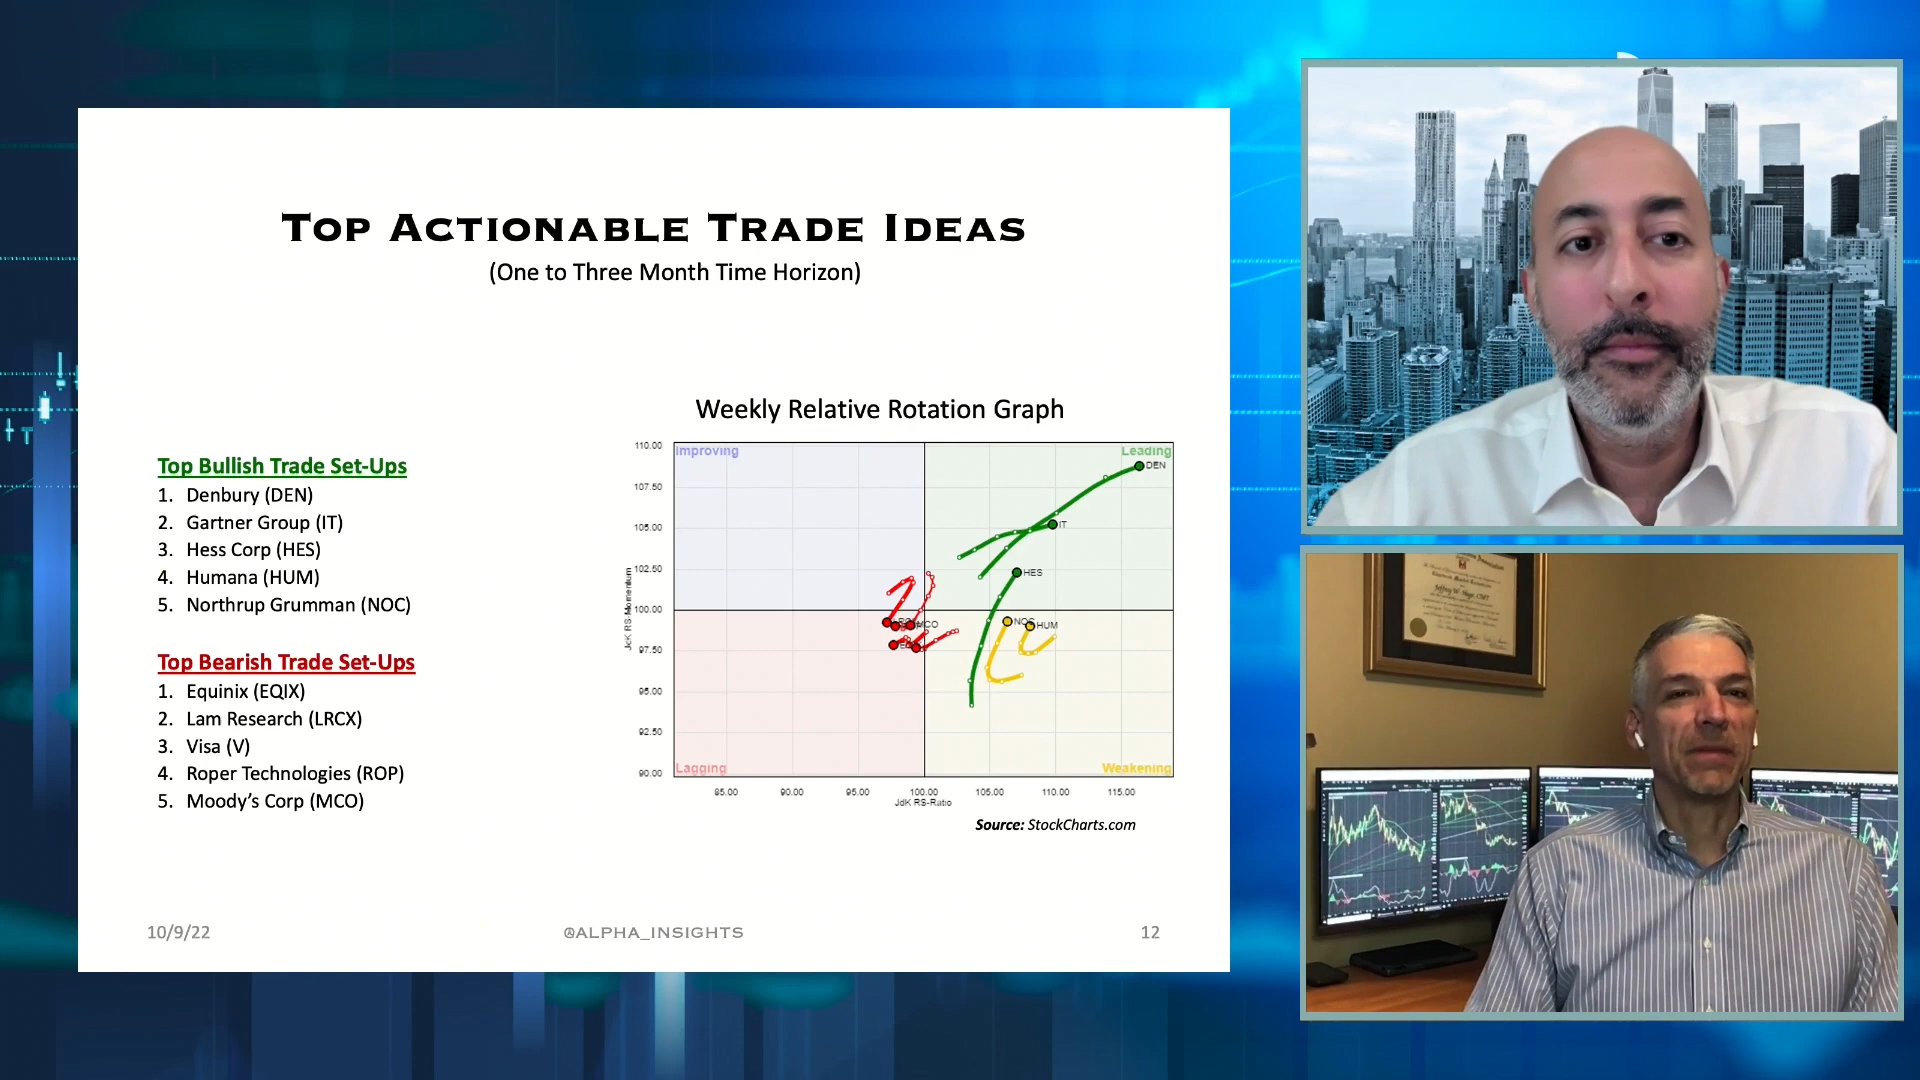 Top Actionable Trade Ideas
(One to Three Month Time Horizon)
Top Bullish Trade Set-Ups
1. Denbury (DEN)
2. Gartner Group (IT)
3. Hess Corp (HES)
4. Humana (HUM)
5. Northrup Grumman (NOC)
Top Bearish Trade Set-Ups
1. Equinix (EQIX)
2. Lam Research (LRCX)
3. Visa (V)
4. Roper Technologies (ROP)
5. Moody's Corp (MCO)
Weekly Relative Rotation Graph
Improving
Leading
Lagging
Weakening
110.00
107.50
105.00
102.50
100.00
97.50
95.00
92.50
90.00
JdK RS-Momentum
DEN
IT
HES
NOC
HUM
MCO
85.00 90.00 95.00 100.00 105.00 110.00 115.00
JdK RS-Ratio
Source: StockCharts.com
10/9/22
@ALPHA_INSIGHTS
12